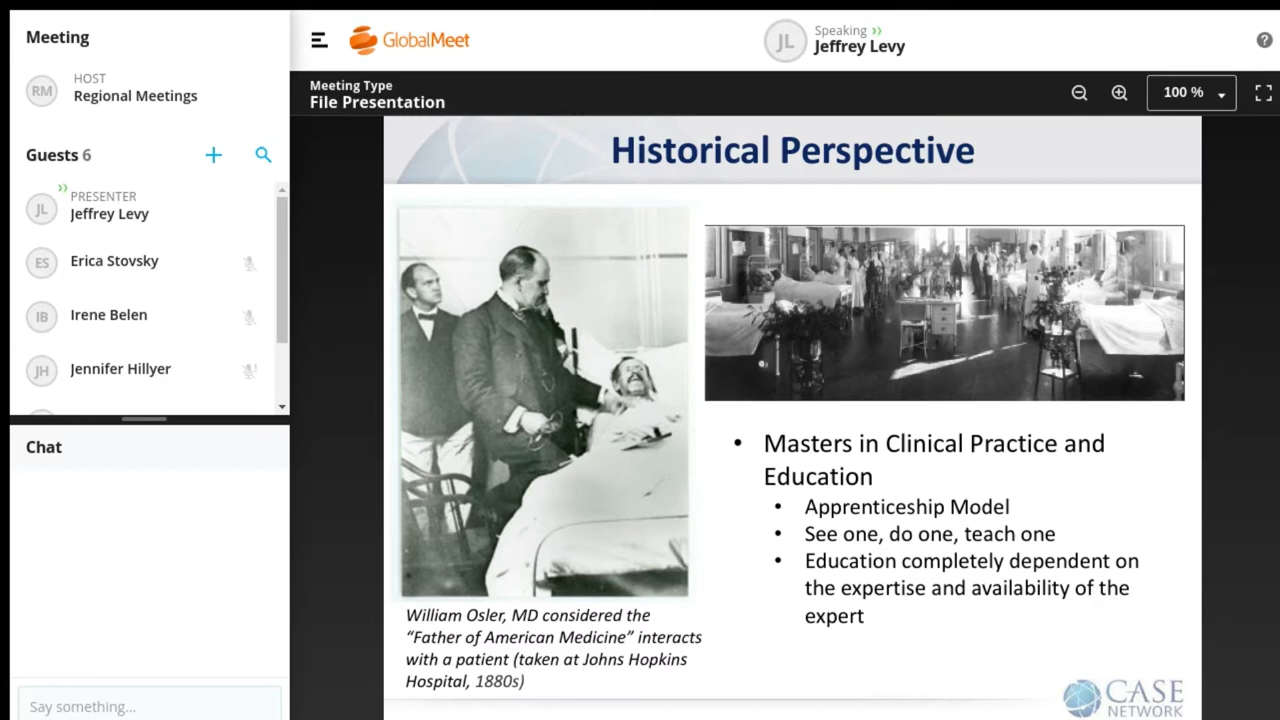 Meeting
RM
HOST
Regional Meetings
Guests 6
JL
PRESENTER
Jeffrey Levy
ES
Erica Stovsky
IB
Irene Belen
JH
Jennifer Hillyer
Chat
Say something...
GlobalMeet
JL
Speaking
Jeffrey Levy
?
Meeting Type
File Presentation
100 %
Historical Perspective
William Osler, MD considered the
“Father of American Medicine” interacts
with a patient (taken at Johns Hopkins
Hospital, 1880s)
• Masters in Clinical Practice and
Education
• Apprenticeship Model
• See one, do one, teach one
• Education completely dependent on
the expertise and availability of the
expert
CASE
NETWORK